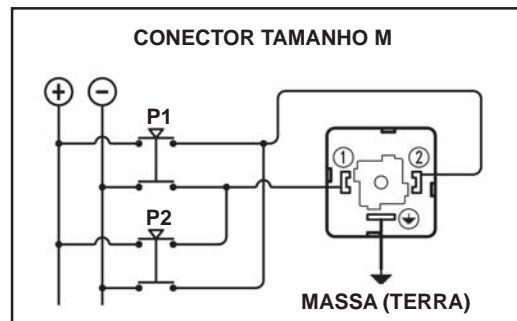 CONECTOR TAMANHO M
+ −
P1
P2
1 2
MASSA (TERRA)